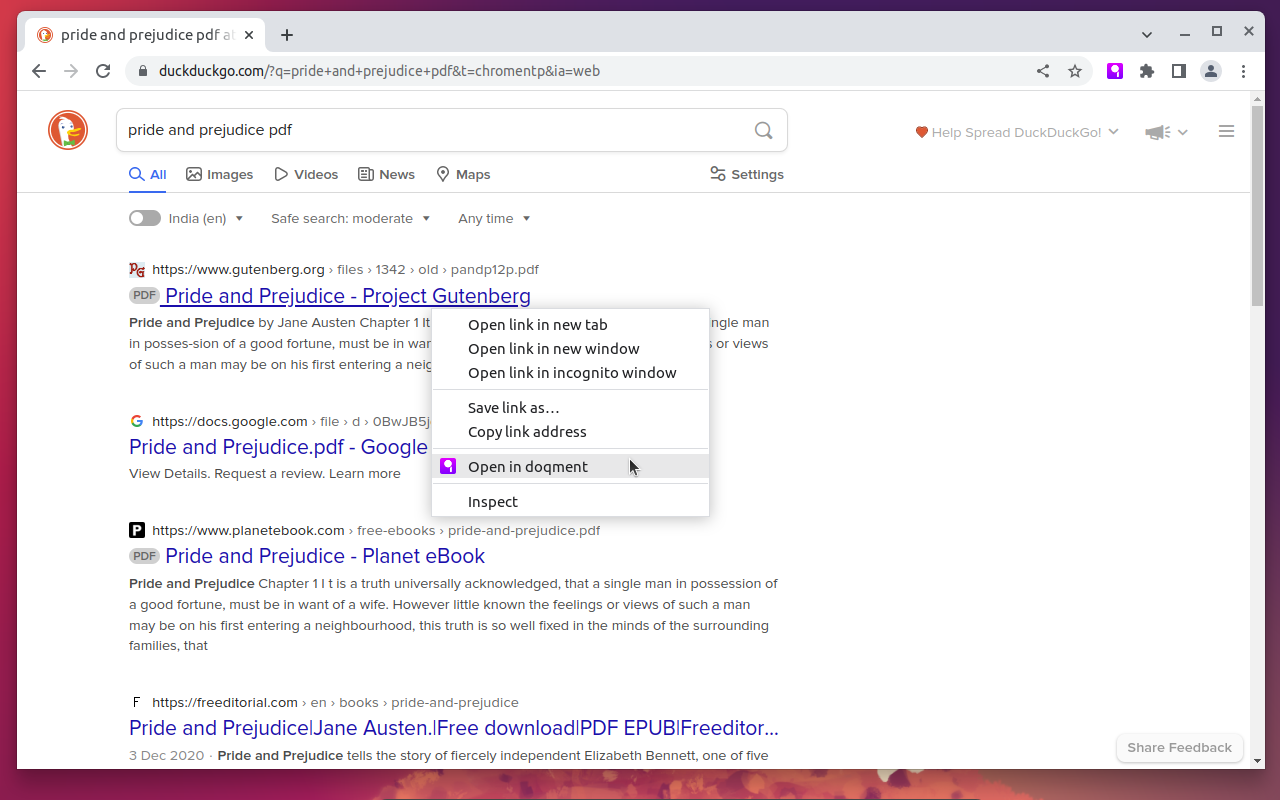 pride and prejudice pdf at
duckduckgo.com/?q=pride+and+prejudice+pdf&t=chromentp&ia=web
pride and prejudice pdf
Help Spread DuckDuckGo!
All Images Videos News Maps Settings
India (en) Safe search: moderate Any time
https://www.gutenberg.org › files › 1342 › old › pandp12p.pdf
PDF Pride and Prejudice - Project Gutenberg
Pride and Prejudice by Jane Austen Chapter 1 It ngle man
in posses-sion of a good fortune, must be in war s or views
of such a man may be on his first entering a neig
Open link in new tab
Open link in new window
Open link in incognito window
Save link as…
Copy link address
Open in doqment
Inspect
https://docs.google.com › file › d › 0BwJB5j
Pride and Prejudice.pdf - Google
View Details. Request a review. Learn more
P https://www.planetebook.com › free-ebooks › pride-and-prejudice.pdf
PDF Pride and Prejudice - Planet eBook
Pride and Prejudice Chapter 1 I t is a truth universally acknowledged, that a single man in possession of
a good fortune, must be in want of a wife. However little known the feelings or views of such a man
may be on his first entering a neighbourhood, this truth is so well fixed in the minds of the surrounding
families, that
F https://freeditorial.com › en › books › pride-and-prejudice
Pride and Prejudice|Jane Austen.|Free download|PDF EPUB|Freeditor...
3 Dec 2020 · Pride and Prejudice tells the story of fiercely independent Elizabeth Bennett, one of five
Share Feedback